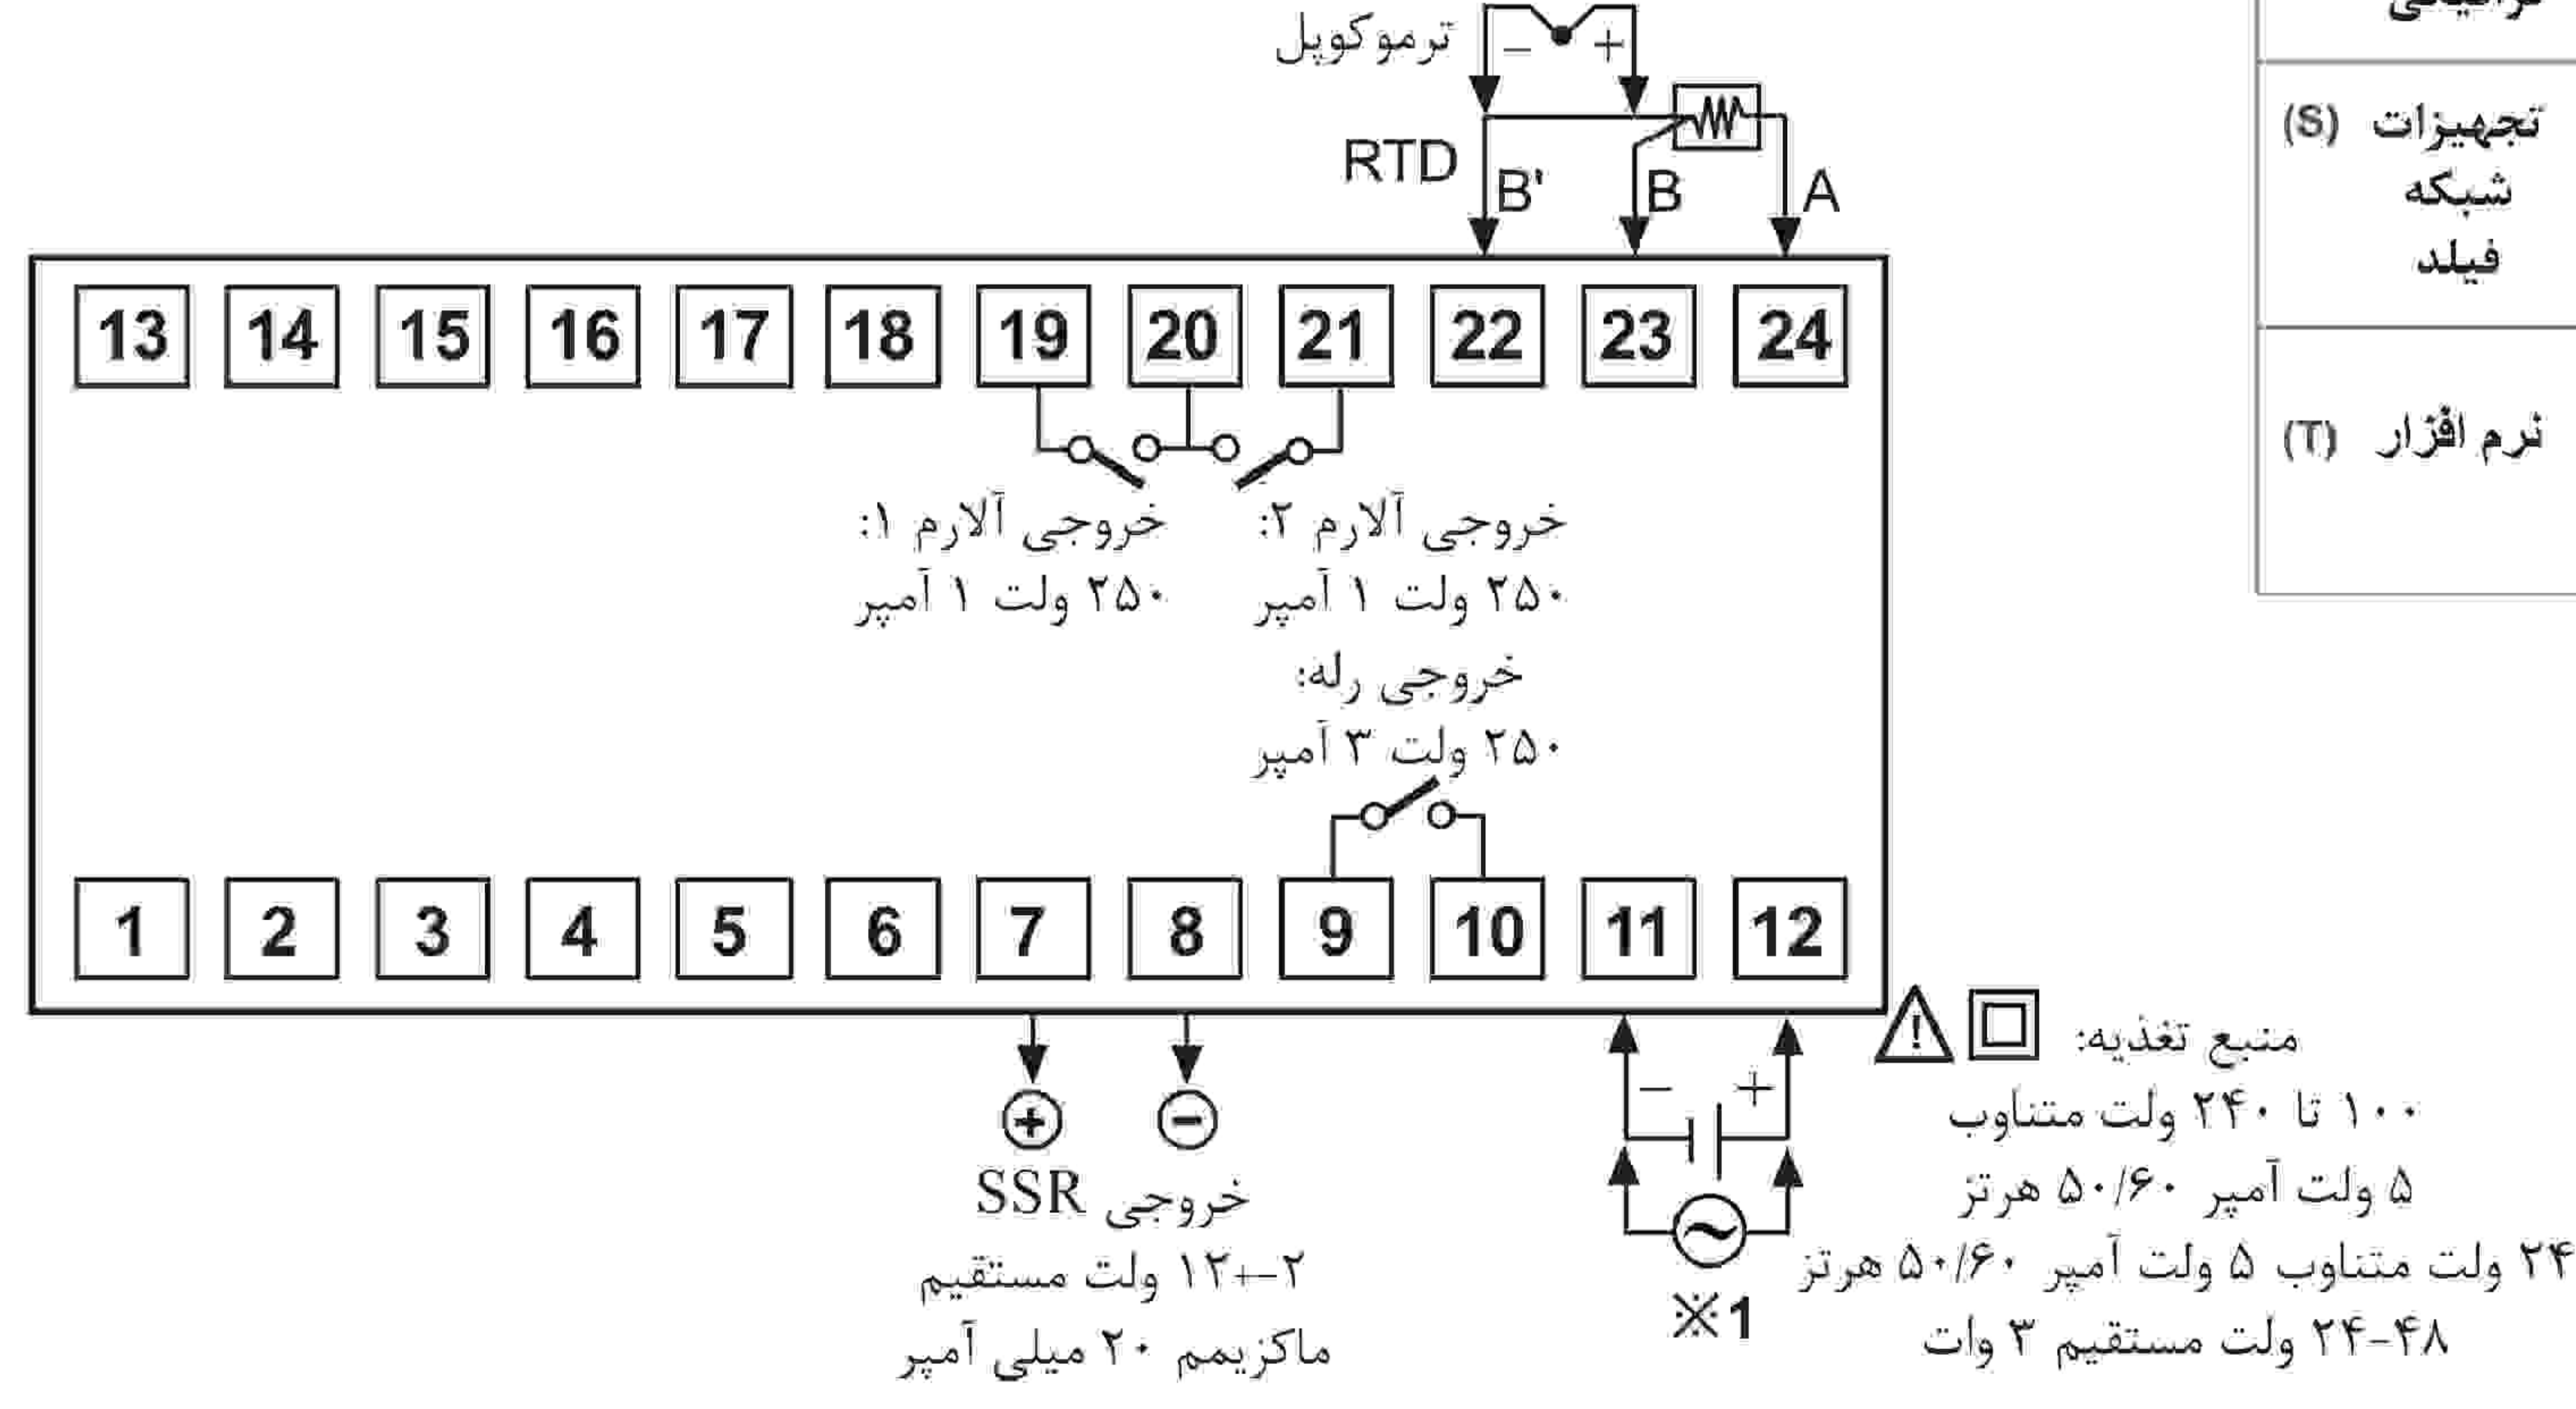 ترموکوپل
−
+
RTD
B'
B
A
13 14 15 16 17 18 19 20 21 22 23 24
خروجی آلارم ۱:
۲۵۰ ولت ۱ آمپر
خروجی آلارم ۲:
۲۵۰ ولت ۱ آمپر
خروجی رله:
۲۵۰ ولت ۳ آمپر
1 2 3 4 5 6 7 8 9 10 11 12
+
−
خروجی SSR
۱۲+−۲ ولت مستقیم
ماکزیمم ۲۰ میلی آمپر
−
+
※1
!
منبع تغذیه:
۱۰۰ تا ۲۴۰ ولت متناوب
۵ ولت آمپر ۵۰/۶۰ هرتز
۲۴ ولت متناوب ۵ ولت آمپر ۵۰/۶۰ هرتز
۲۴-۴۸ ولت مستقیم ۳ وات
تجهیزات (S)
شبکه
فیلد
نرم افزار (T)